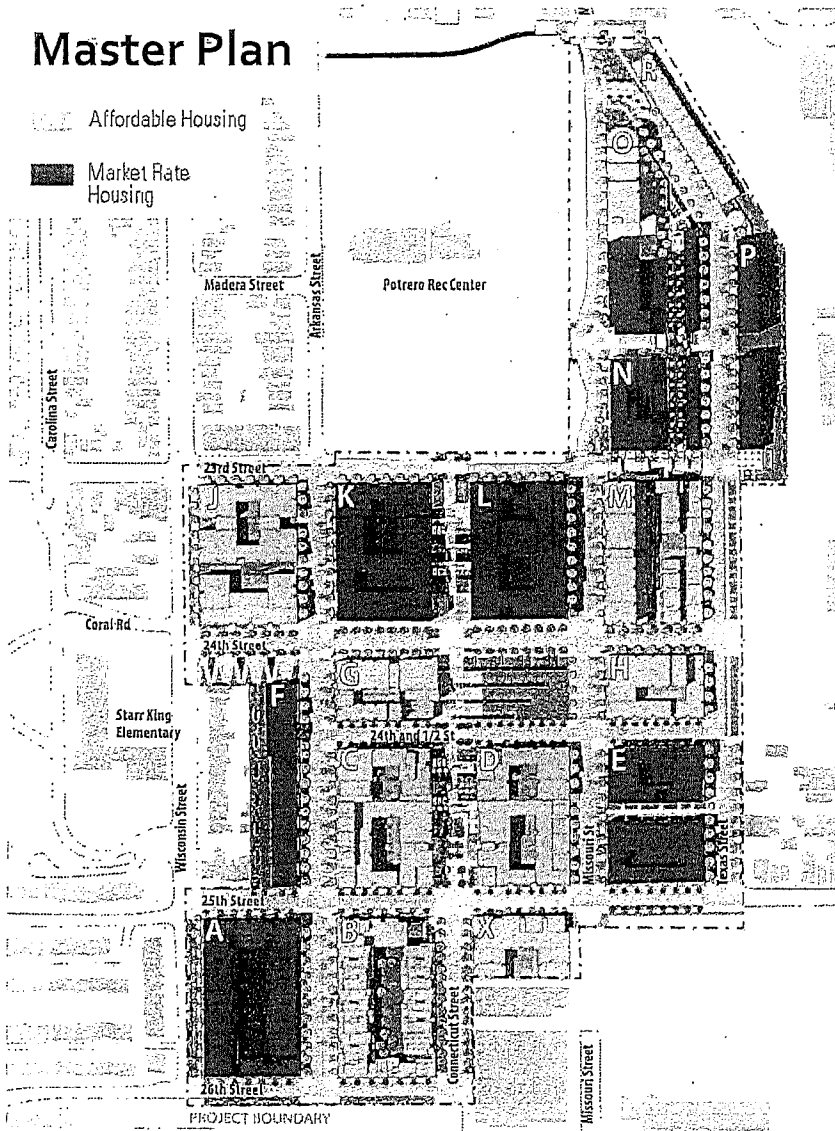 Master Plan
Affordable Housing
Market Rate
Housing
R
O
Madera Street
Arkansas Street
Potrero Rec Center
P
Carolina Street
N
23rd Street
J
K
L
M
Coral Rd
24th Street
G
H
F
Starr King
Elementary
24th and 1/2 St
C
D
E
Wisconsin Street
Missouri St
Texas Street
25th Street
A
B
X
Connecticut Street
Missouri Street
26th Street
PROJECT BOUNDARY